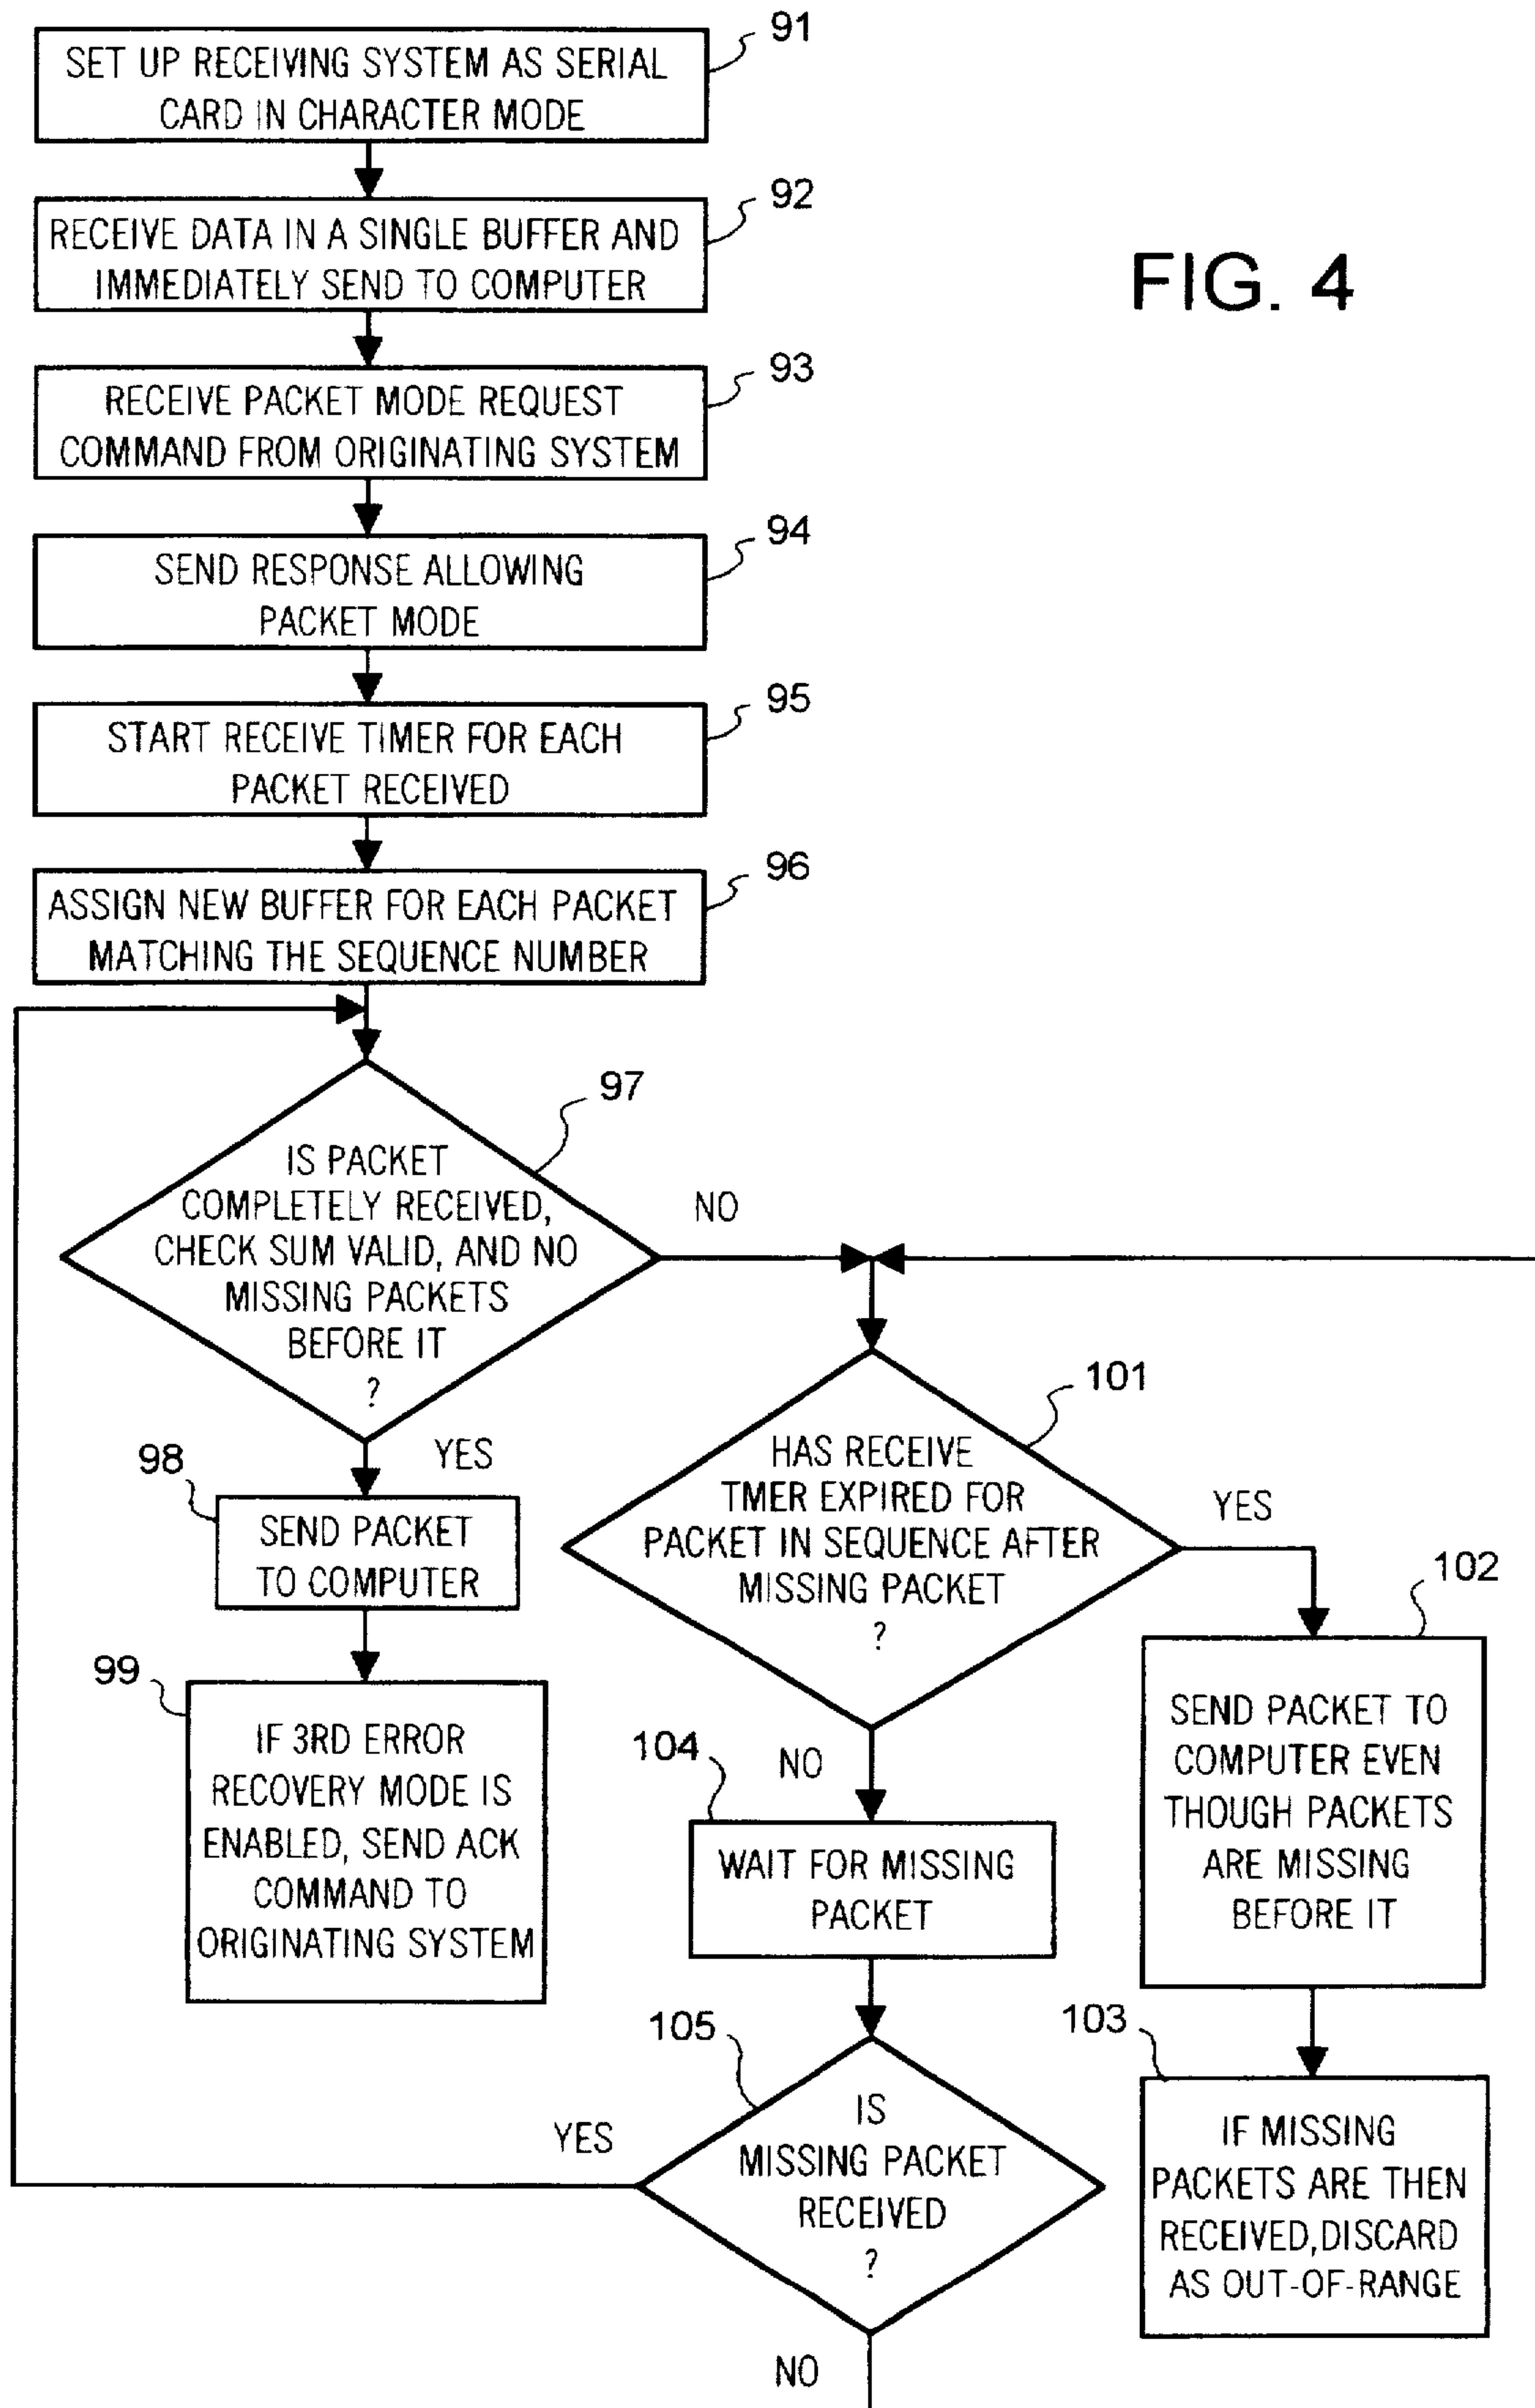 91
SET UP RECEIVING SYSTEM AS SERIAL
CARD IN CHARACTER MODE
92
RECEIVE DATA IN A SINGLE BUFFER AND
IMMEDIATELY SEND TO COMPUTER
FIG. 4
93
RECEIVE PACKET MODE REQUEST
COMMAND FROM ORIGINATING SYSTEM
94
SEND RESPONSE ALLOWING
PACKET MODE
95
START RECEIVE TIMER FOR EACH
PACKET RECEIVED
96
ASSIGN NEW BUFFER FOR EACH PACKET
MATCHING THE SEQUENCE NUMBER
97
IS PACKET
COMPLETELY RECEIVED,
CHECK SUM VALID, AND NO
MISSING PACKETS
BEFORE IT
?
NO
YES
98
SEND PACKET
TO COMPUTER
99
IF 3RD ERROR
RECOVERY MODE IS
ENABLED, SEND ACK
COMMAND TO
ORIGINATING SYSTEM
101
HAS RECEIVE
TMER EXPIRED FOR
PACKET IN SEQUENCE AFTER
MISSING PACKET
?
YES
102
SEND PACKET TO
COMPUTER EVEN
THOUGH PACKETS
ARE MISSING
BEFORE IT
103
IF MISSING
PACKETS ARE THEN
RECEIVED,DISCARD
AS OUT-OF-RANGE
NO
104
WAIT FOR MISSING
PACKET
105
IS
MISSING PACKET
RECEIVED
?
YES
NO